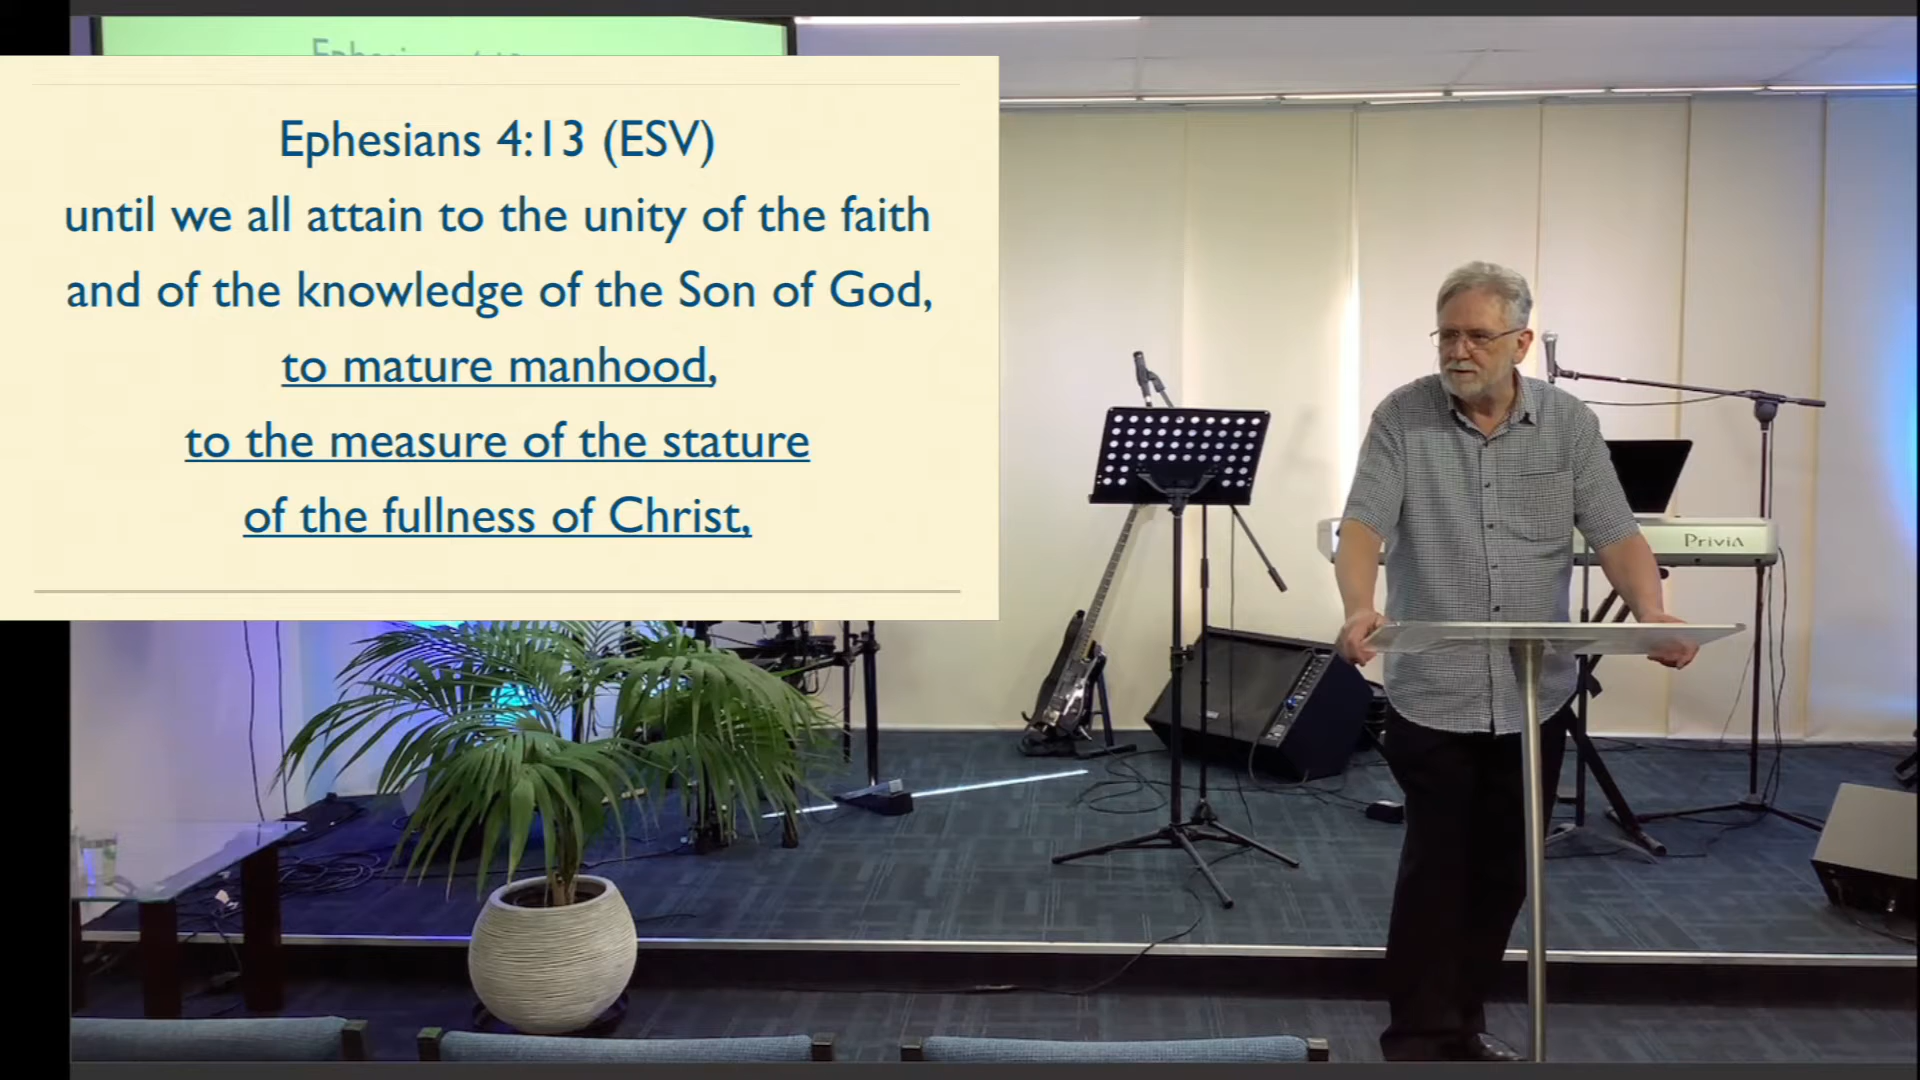 Ephesians 4:13 (ESV)
until we all attain to the unity of the faith
and of the knowledge of the Son of God,
to mature manhood,
to the measure of the stature
of the fullness of Christ,
Privia